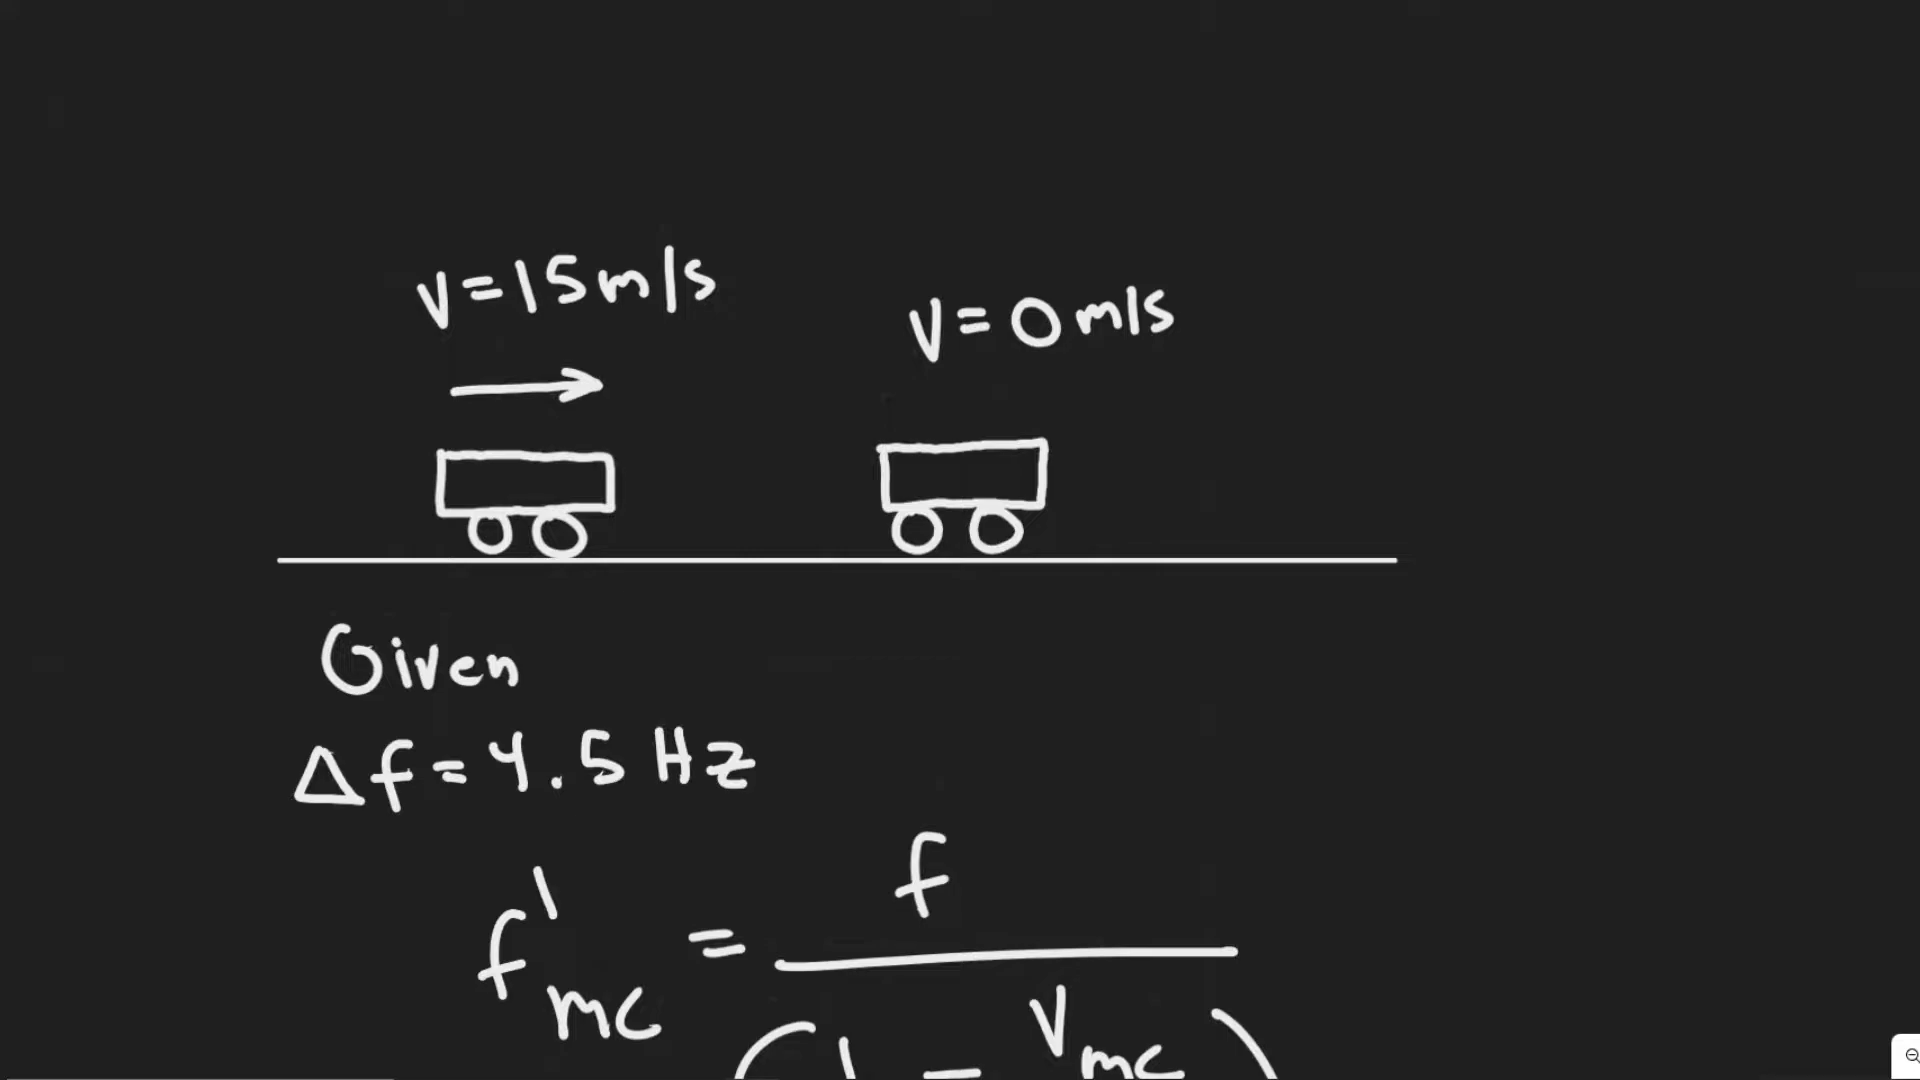 v=15m/s
v=0m/s
Given
Δf=4.5 Hz
f'mc = f
(1 - vmc)